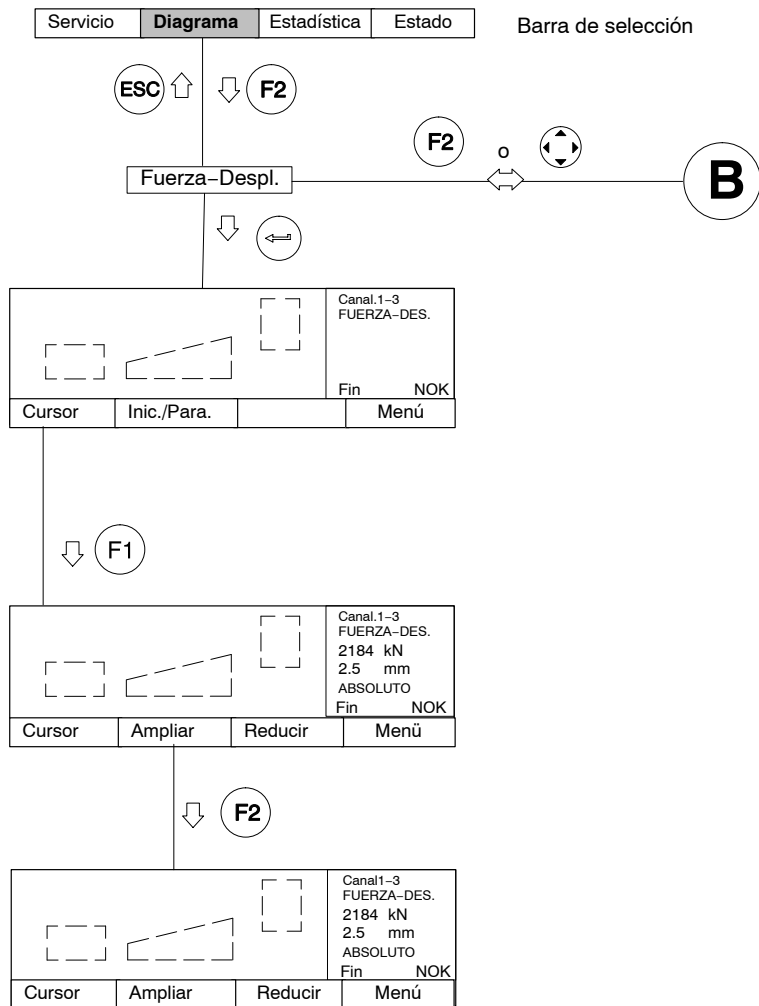 Servicio Diagrama Estadística Estado Barra de selección
ESC F2
F2 o
Fuerza–Despl. B
Canal.1–3
FUERZA–DES.
Fin NOK
Cursor Inic./Para. Menú
F1
Canal.1–3
FUERZA–DES.
2184 kN
2.5 mm
ABSOLUTO
Fin NOK
Cursor Ampliar Reducir Menü
F2
Canal1–3
FUERZA–DES.
2184 kN
2.5 mm
ABSOLUTO
Fin NOK
Cursor Ampliar Reducir Menú